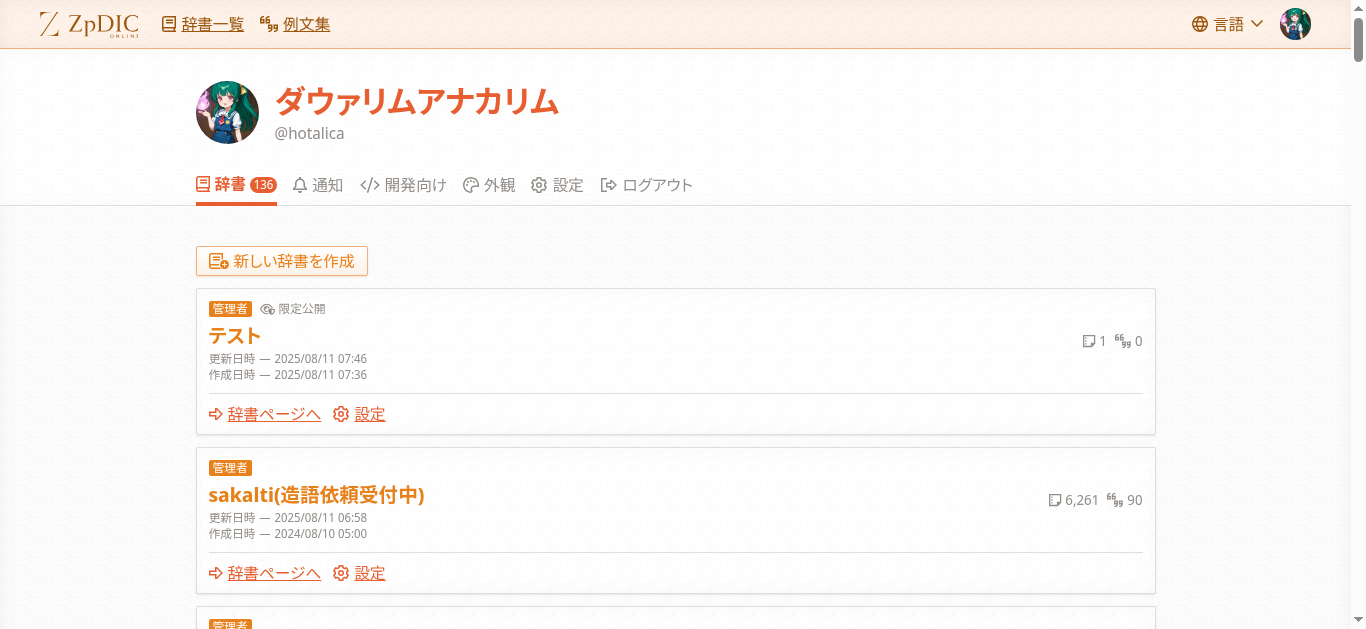 ZpDIC ONLINE 辞書一覧 例文集 言語
ダウァリムアナカリム
@hotalica
辞書 136 通知 開発向け 外観 設定 ログアウト
新しい辞書を作成
管理者 限定公開
テスト
1 0
更新日時 — 2025/08/11 07:46
作成日時 — 2025/08/11 07:36
辞書ページへ 設定
管理者
sakalti(造語依頼受付中)
6,261 90
更新日時 — 2025/08/11 06:58
作成日時 — 2024/08/10 05:00
辞書ページへ 設定
管理者